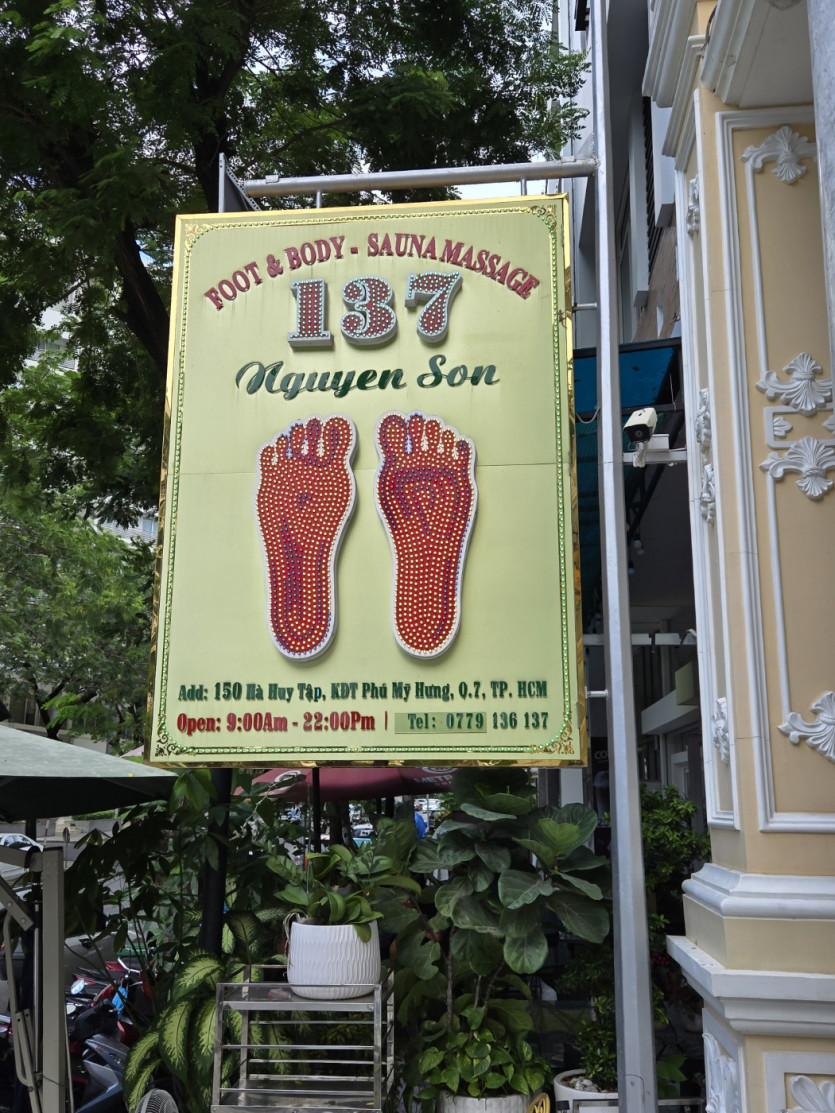 FOOT & BODY - SAUNA MASSAGE
137
Nguyen Son
Add: 150 Hà Huy Tập, KĐT Phú Mỹ Hưng, Q.7, TP. HCM
Open: 9:00Am - 22:00Pm | Tel: 0779 136 137